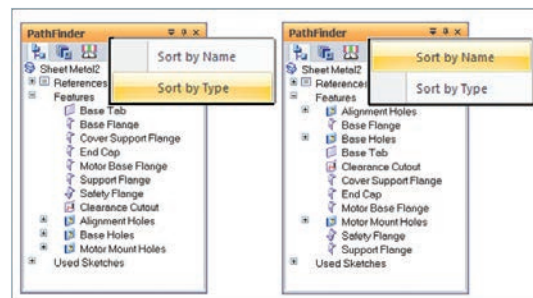 PathFinder
Sort by Name
Sort by Type
Sheet Metal2
References
Features
Base Tab
Base Flange
Cover Support Flange
End Cap
Motor Base Flange
Support Flange
Safety Flange
Clearance Cutout
Alignment Holes
Base Holes
Motor Mount Holes
Used Sketches
PathFinder
Sort by Name
Sort by Type
Sheet Metal2
References
Features
Alignment Holes
Base Flange
Base Holes
Base Tab
Clearance Cutout
Cover Support Flange
End Cap
Motor Base Flange
Motor Mount Holes
Safety Flange
Support Flange
Used Sketches